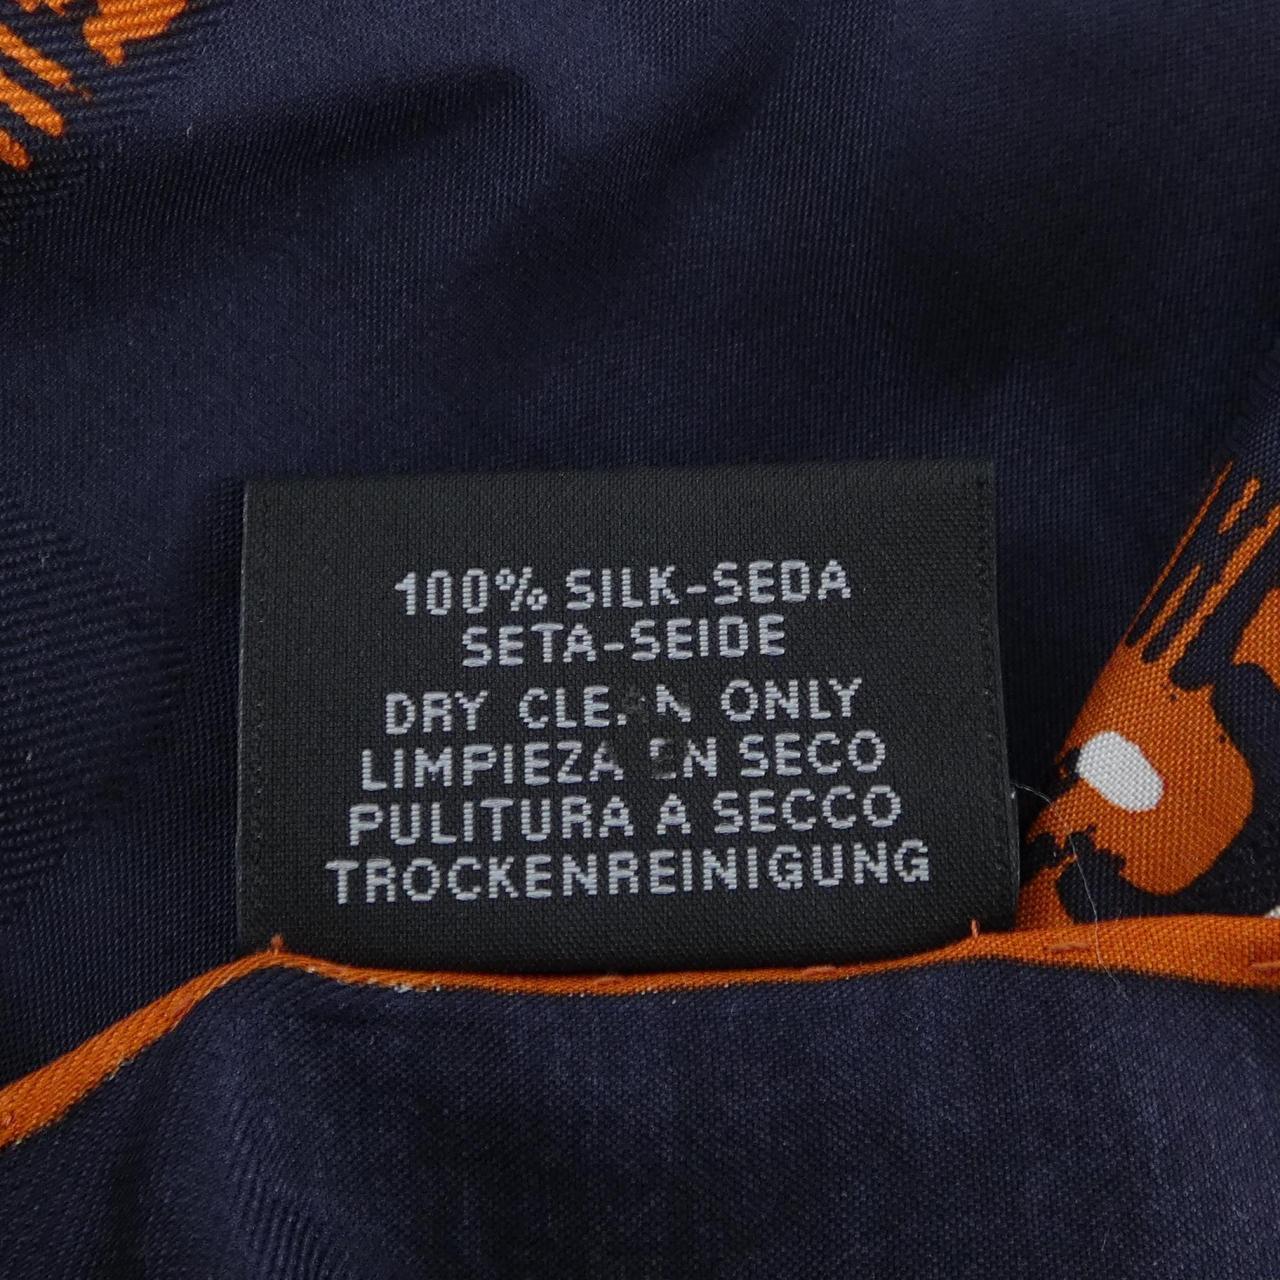 100% SILK-SEDA
SETA-SEIDE
DRY CLEAN ONLY
LIMPIEZA EN SECO
PULITURA A SECCO
TROCKENREINIGUNG